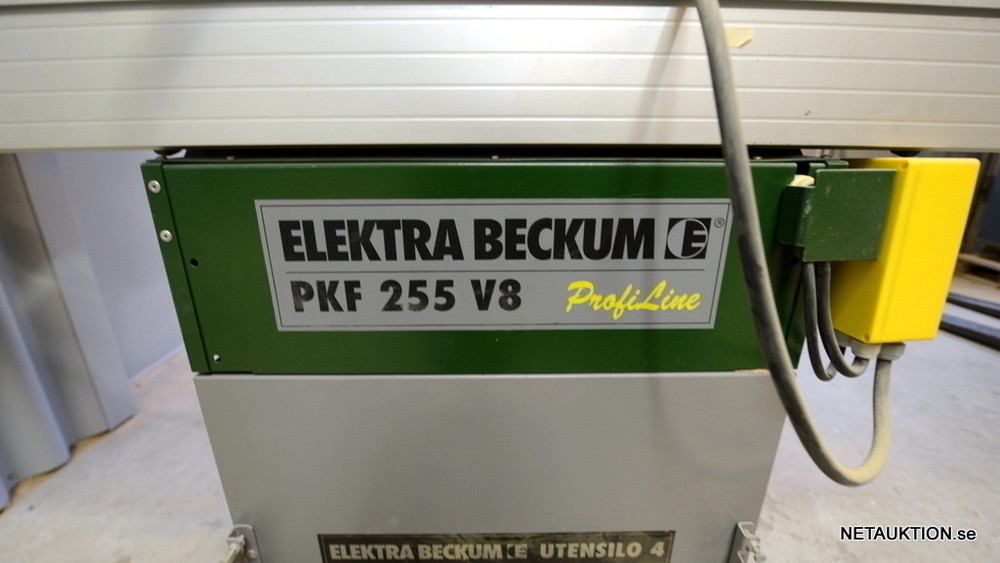 ELEKTRA BECKUM E ®
PKF 255 V8 ProfiLine
ELEKTRA BECKUM E UTENSILO 4
NETAUKTION.se